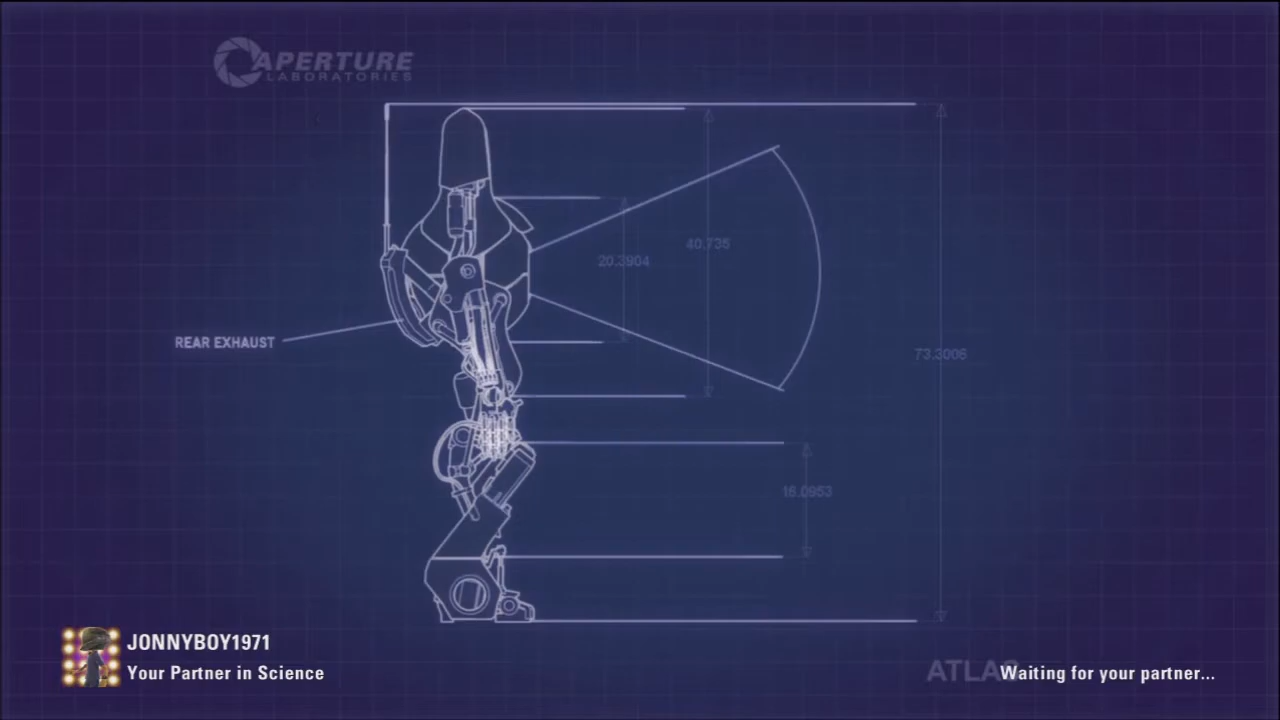 APERTURE
LABORATORIES
40.735
20.3904
REAR EXHAUST
73.3006
16.0953
JONNYBOY1971
Your Partner in Science
ATLAS
Waiting for your partner...